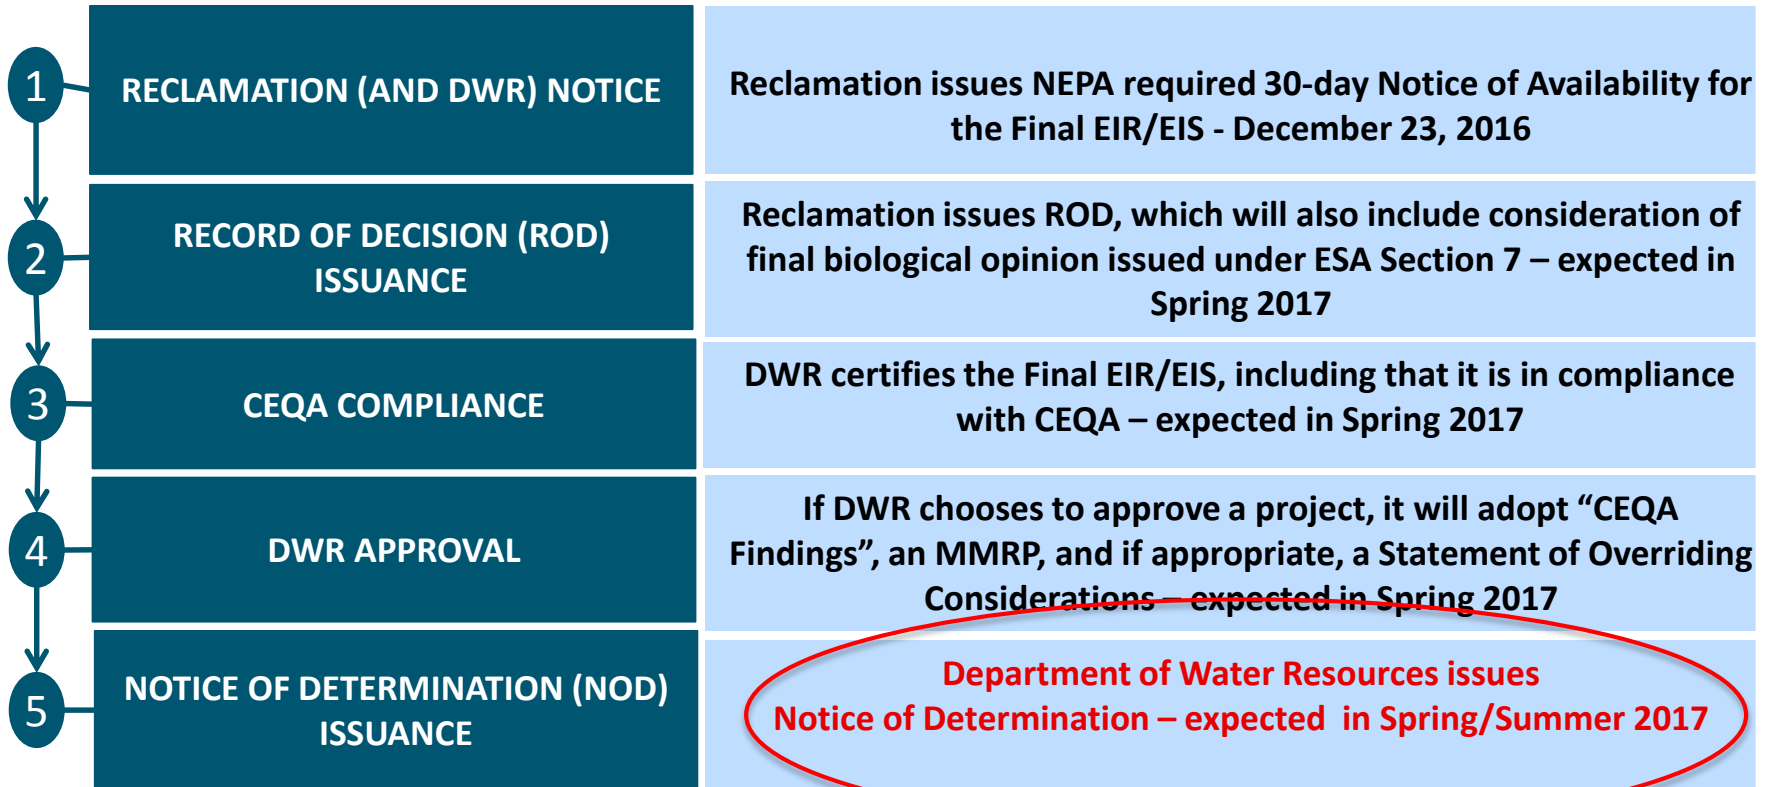 1
RECLAMATION (AND DWR) NOTICE
Reclamation issues NEPA required 30-day Notice of Availability for
the Final EIR/EIS - December 23, 2016
2
RECORD OF DECISION (ROD)
ISSUANCE
Reclamation issues ROD, which will also include consideration of
final biological opinion issued under ESA Section 7 – expected in
Spring 2017
3
CEQA COMPLIANCE
DWR certifies the Final EIR/EIS, including that it is in compliance
with CEQA – expected in Spring 2017
4
DWR APPROVAL
If DWR chooses to approve a project, it will adopt “CEQA
Findings”, an MMRP, and if appropriate, a Statement of Overriding
Considerations – expected in Spring 2017
5
NOTICE OF DETERMINATION (NOD)
ISSUANCE
Department of Water Resources issues
Notice of Determination – expected in Spring/Summer 2017